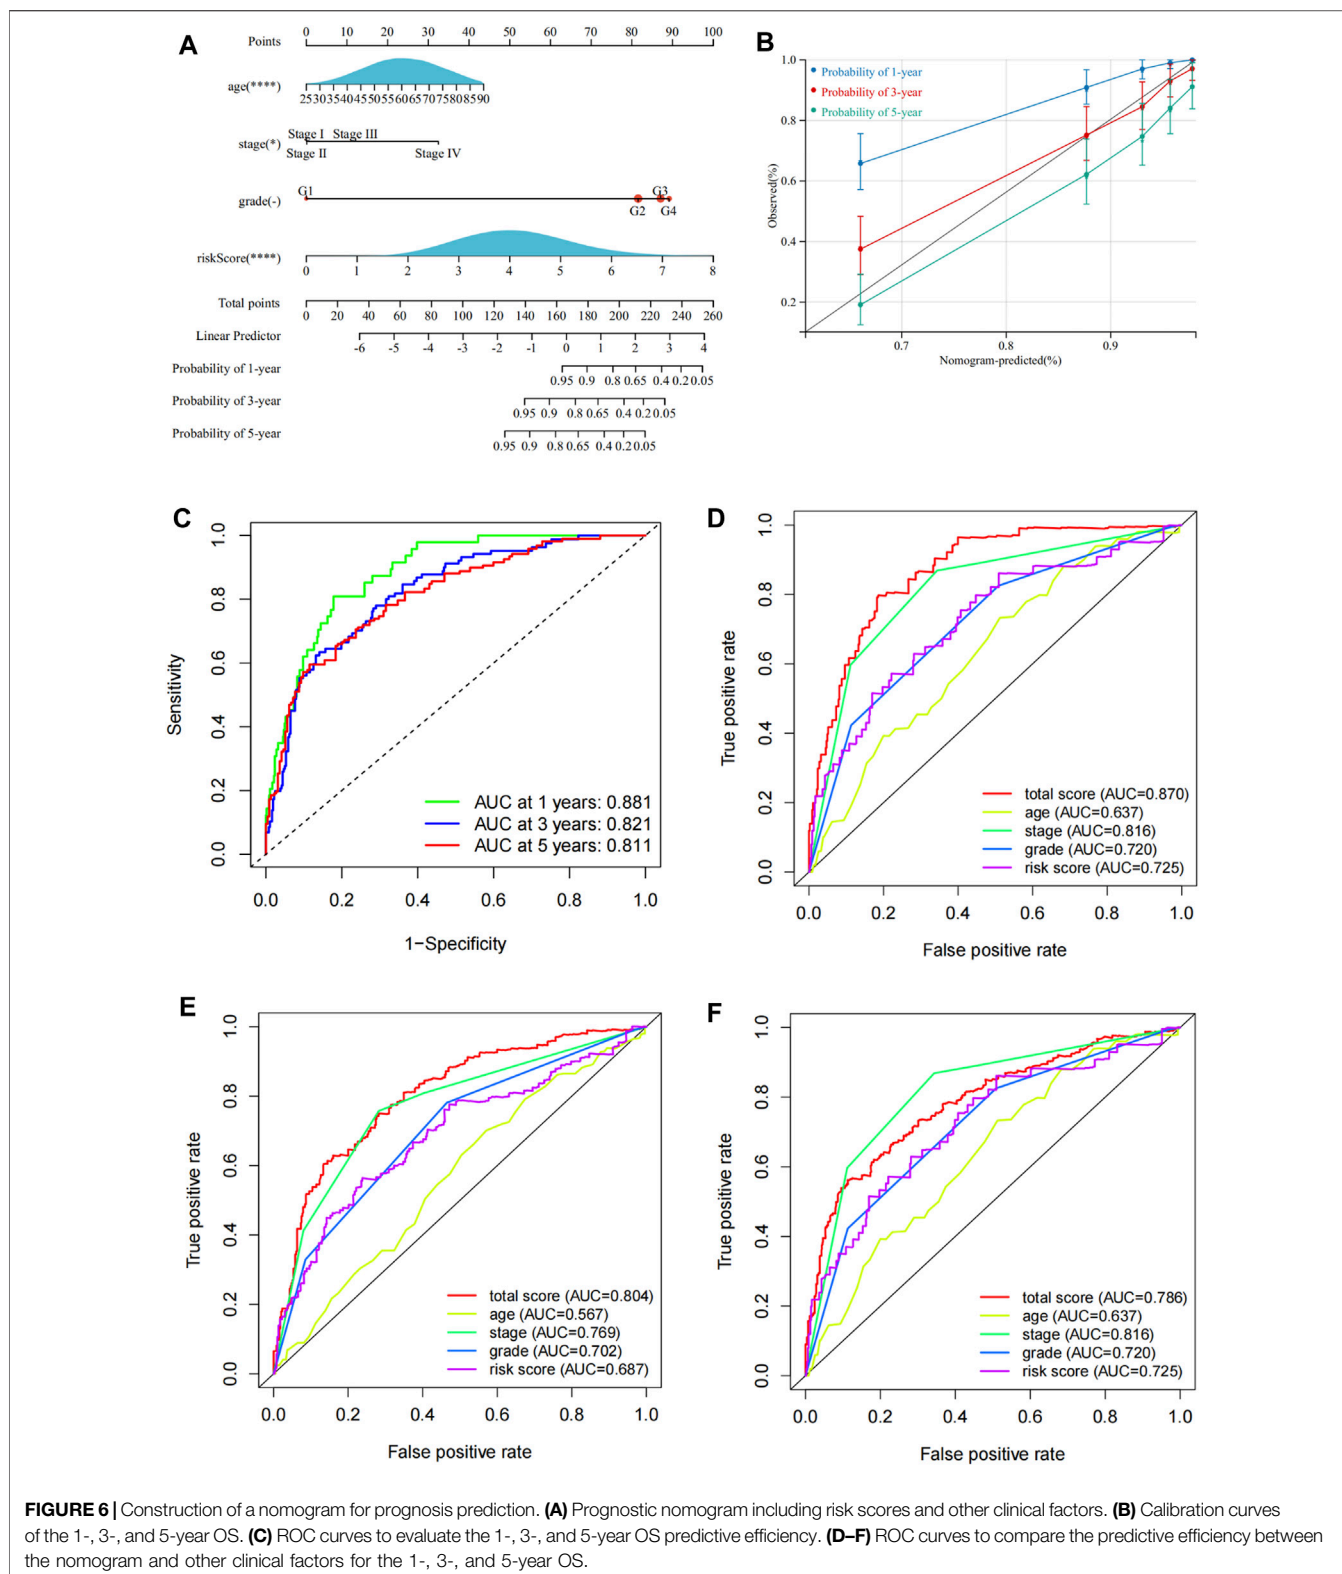 A
Points
0 10 20 30 40 50 60 70 80 90 100
age(****)
25 30 35 40 45 50 55 60 65 70 75 80 85 90
stage(*)
Stage I Stage III
Stage II Stage IV
grade(-)
G1 G3
G2 G4
riskScore(****)
0 1 2 3 4 5 6 7 8
Total points
0 20 40 60 80 100 120 140 160 180 200 220 240 260
Linear Predictor
-6 -5 -4 -3 -2 -1 0 1 2 3 4
Probability of 1-year
0.95 0.9 0.8 0.65 0.4 0.2 0.05
Probability of 3-year
0.95 0.9 0.8 0.65 0.4 0.2 0.05
Probability of 5-year
0.95 0.9 0.8 0.65 0.4 0.2 0.05
B
Probability of 1-year
Probability of 3-year
Probability of 5-year
Observed(%)
1.0
0.8
0.6
0.4
0.2
0.7 0.8 0.9
Nomogram-predicted(%)
C
Sensitivity
1.0
0.8
0.6
0.4
0.2
0.0
AUC at 1 years: 0.881
AUC at 3 years: 0.821
AUC at 5 years: 0.811
0.0 0.2 0.4 0.6 0.8 1.0
1−Specificity
D
True positive rate
1.0
0.8
0.6
0.4
0.2
0.0
total score (AUC=0.870)
age (AUC=0.637)
stage (AUC=0.816)
grade (AUC=0.720)
risk score (AUC=0.725)
0.0 0.2 0.4 0.6 0.8 1.0
False positive rate
E
True positive rate
1.0
0.8
0.6
0.4
0.2
0.0
total score (AUC=0.804)
age (AUC=0.567)
stage (AUC=0.769)
grade (AUC=0.702)
risk score (AUC=0.687)
0.0 0.2 0.4 0.6 0.8 1.0
False positive rate
F
True positive rate
1.0
0.8
0.6
0.4
0.2
0.0
total score (AUC=0.786)
age (AUC=0.637)
stage (AUC=0.816)
grade (AUC=0.720)
risk score (AUC=0.725)
0.0 0.2 0.4 0.6 0.8 1.0
False positive rate
FIGURE 6 | Construction of a nomogram for prognosis prediction. (A) Prognostic nomogram including risk scores and other clinical factors. (B) Calibration curves
of the 1-, 3-, and 5-year OS. (C) ROC curves to evaluate the 1-, 3-, and 5-year OS predictive efficiency. (D–F) ROC curves to compare the predictive efficiency between
the nomogram and other clinical factors for the 1-, 3-, and 5-year OS.